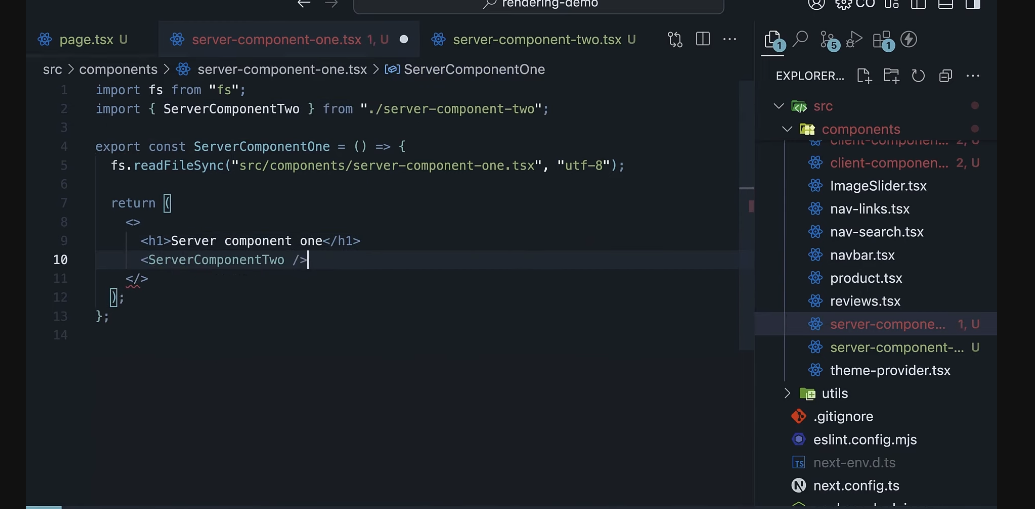 rendering-demo
page.tsx U
server-component-one.tsx 1, U
server-component-two.tsx U
1
5
1
src > components > server-component-one.tsx > ServerComponentOne
EXPLORER...
1 import fs from "fs";
2 import { ServerComponentTwo } from "./server-component-two";
3
4 export const ServerComponentOne = () => {
5 fs.readFileSync("src/components/server-component-one.tsx", "utf-8");
6
7 return (
8 <>
9 <h1>Server component one</h1>
10 <ServerComponentTwo />
11 </>
12 );
13 };
14
src
components
client-component... 2, U
client-componen... 2, U
ImageSlider.tsx
nav-links.tsx
nav-search.tsx
navbar.tsx
product.tsx
reviews.tsx
server-compone... 1, U
server-component-... U
theme-provider.tsx
utils
.gitignore
eslint.config.mjs
TS next-env.d.ts
N next.config.ts